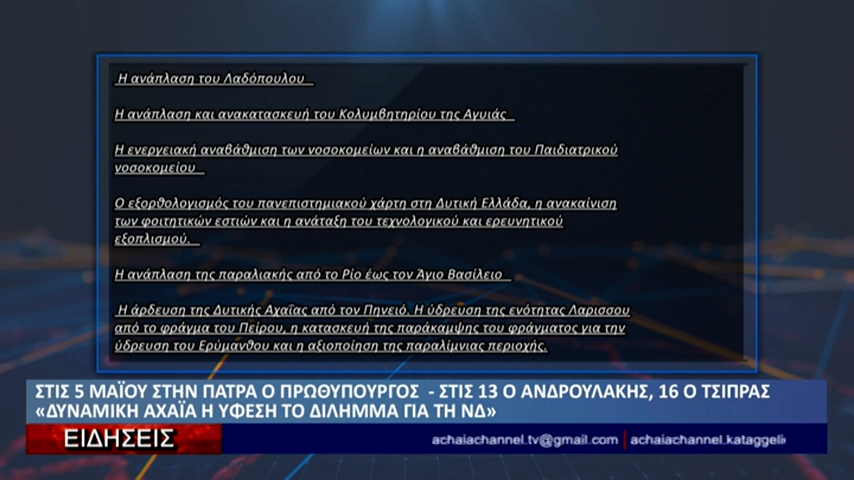 Η ανάπλαση του Λαδόπουλου
Η ανάπλαση και ανακατασκευή του Κολυμβητηρίου της Αγυιάς
Η ενεργειακή αναβάθμιση των νοσοκομείων και η αναβάθμιση του Παιδιατρικού
νοσοκομείου
Ο εξορθολογισμός του πανεπιστημιακού χάρτη στη Δυτική Ελλάδα, η ανακαίνιση
των φοιτητικών εστιών και η ανάταξη του τεχνολογικού και ερευνητικού
εξοπλισμού.
Η ανάπλαση της παραλιακής από το Ρίο έως τον Άγιο Βασίλειο
Η άρδευση της Δυτικής Αχαΐας από τον Πηνειό. Η ύδρευση της ενότητας Λαρισσου
από το φράγμα του Πείρου, η κατασκευή της παράκαμψης του φράγματος για την
ύδρευση του Ερύμανθου και η αξιοποίηση της παραλίμνιας περιοχής.
ΣΤΙΣ 5 ΜΑΪΟΥ ΣΤΗΝ ΠΑΤΡΑ Ο ΠΡΩΘΥΠΟΥΡΓΟΣ - ΣΤΙΣ 13 Ο ΑΝΔΡΟΥΛΑΚΗΣ, 16 Ο ΤΣΙΠΡΑΣ
«ΔΥΝΑΜΙΚΗ ΑΧΑΪΑ Η ΥΦΕΣΗ ΤΟ ΔΙΛΗΜΜΑ ΓΙΑ ΤΗ ΝΔ»
ΕΙΔΗΣΕΙΣ achaiachannel.tv@gmail.com achaiachannel.kataggeli